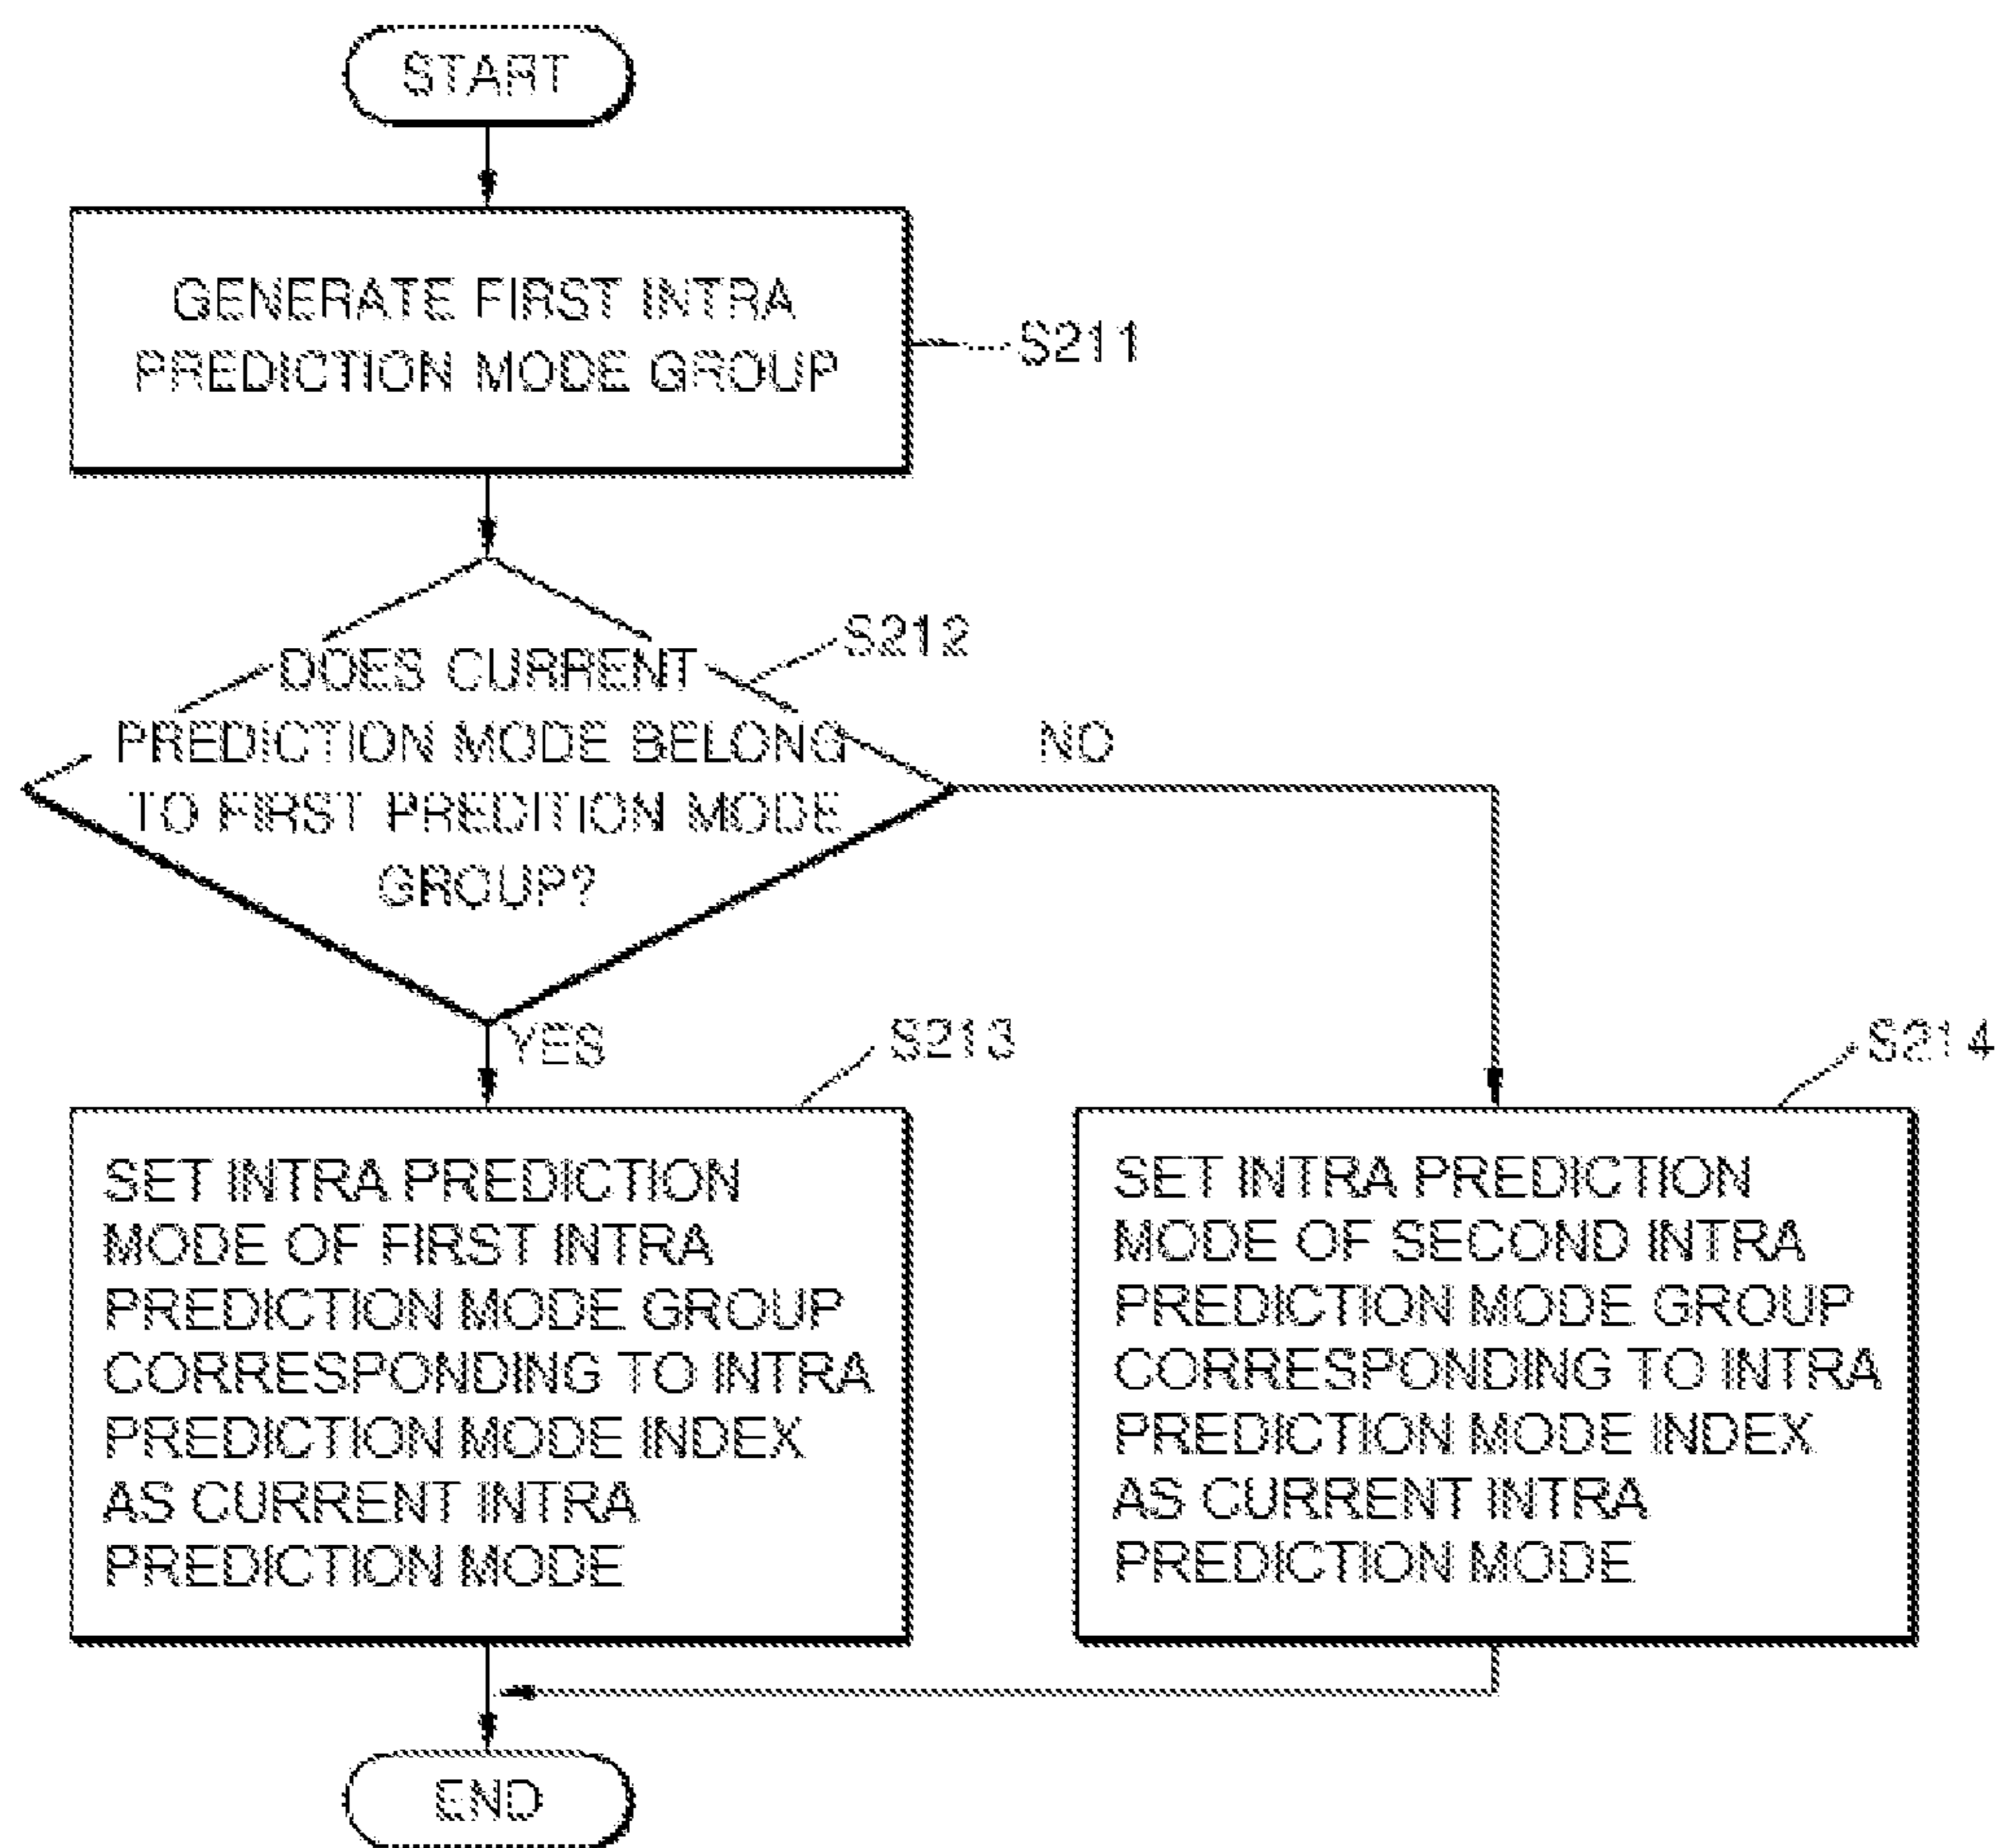 START
GENERATE FIRST INTRA
PREDICTION MODE GROUP
S211
DOES CURRENT
PREDICTION MODE BELONG
TO FIRST PREDITION MODE
GROUP?
S212
NO
YES
S213
SET INTRA PREDICTION
MODE OF FIRST INTRA
PREDICTION MODE GROUP
CORRESPONDING TO INTRA
PREDICTION MODE INDEX
AS CURRENT INTRA
PREDICTION MODE
S214
SET INTRA PREDICTION
MODE OF SECOND INTRA
PREDICTION MODE GROUP
CORRESPONDING TO INTRA
PREDICTION MODE INDEX
AS CURRENT INTRA
PREDICTION MODE
END